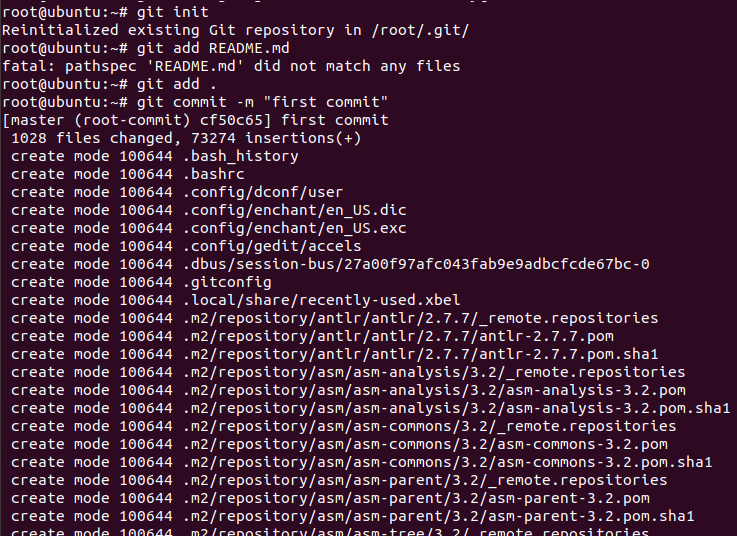 root@ubuntu:~# git init
Reinitialized existing Git repository in /root/.git/
root@ubuntu:~# git add README.md
fatal: pathspec 'README.md' did not match any files
root@ubuntu:~# git add .
root@ubuntu:~# git commit -m "first commit"
[master (root-commit) cf50c65] first commit
 1028 files changed, 73274 insertions(+)
 create mode 100644 .bash_history
 create mode 100644 .bashrc
 create mode 100644 .config/dconf/user
 create mode 100644 .config/enchant/en_US.dic
 create mode 100644 .config/enchant/en_US.exc
 create mode 100644 .config/gedit/accels
 create mode 100644 .dbus/session-bus/27a00f97afc043fab9e9adbcfcde67bc-0
 create mode 100644 .gitconfig
 create mode 100644 .local/share/recently-used.xbel
 create mode 100644 .m2/repository/antlr/antlr/2.7.7/_remote.repositories
 create mode 100644 .m2/repository/antlr/antlr/2.7.7/antlr-2.7.7.pom
 create mode 100644 .m2/repository/antlr/antlr/2.7.7/antlr-2.7.7.pom.sha1
 create mode 100644 .m2/repository/asm/asm-analysis/3.2/_remote.repositories
 create mode 100644 .m2/repository/asm/asm-analysis/3.2/asm-analysis-3.2.pom
 create mode 100644 .m2/repository/asm/asm-analysis/3.2/asm-analysis-3.2.pom.sha1
 create mode 100644 .m2/repository/asm/asm-commons/3.2/_remote.repositories
 create mode 100644 .m2/repository/asm/asm-commons/3.2/asm-commons-3.2.pom
 create mode 100644 .m2/repository/asm/asm-commons/3.2/asm-commons-3.2.pom.sha1
 create mode 100644 .m2/repository/asm/asm-parent/3.2/_remote.repositories
 create mode 100644 .m2/repository/asm/asm-parent/3.2/asm-parent-3.2.pom
 create mode 100644 .m2/repository/asm/asm-parent/3.2/asm-parent-3.2.pom.sha1
 create mode 100644 .m2/repository/asm/asm-tree/3.2/_remote.repositories